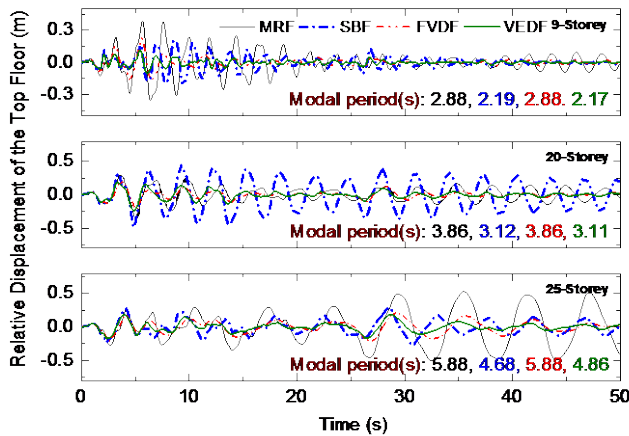 Relative Displacement of the Top Floor (m)
MRF SBF FVDF VEDF 9-Storey
0.3
0.0
-0.3
Modal period(s): 2.88, 2.19, 2.88. 2.17
20-Storey
0.5
0.0
-0.5
Modal period(s): 3.86, 3.12, 3.86, 3.11
25-Storey
0.5
0.0
-0.5
Modal period(s): 5.88, 4.68, 5.88, 4.86
0 10 20 30 40 50
Time (s)